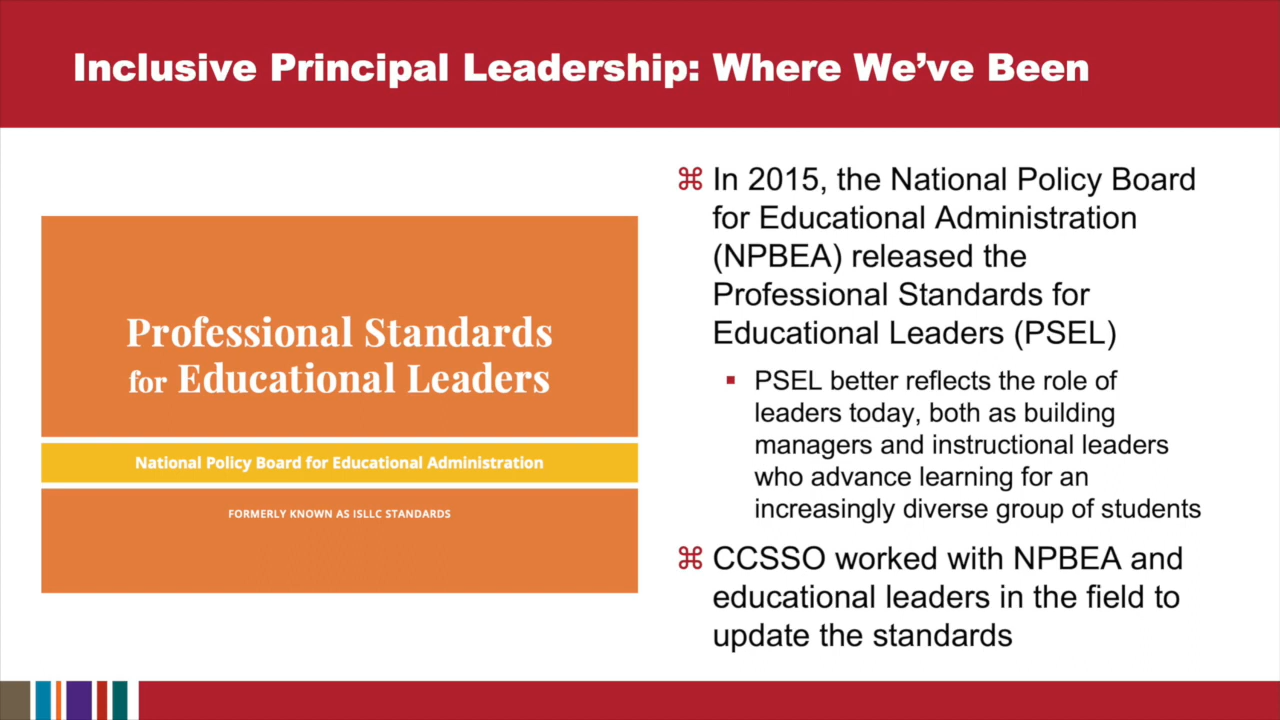 Inclusive Principal Leadership: Where We’ve Been
Professional Standards
for Educational Leaders
National Policy Board for Educational Administration
FORMERLY KNOWN AS ISLLC STANDARDS
⌘ In 2015, the National Policy Board
for Educational Administration
(NPBEA) released the
Professional Standards for
Educational Leaders (PSEL)
▪ PSEL better reflects the role of
leaders today, both as building
managers and instructional leaders
who advance learning for an
increasingly diverse group of students
⌘ CCSSO worked with NPBEA and
educational leaders in the field to
update the standards